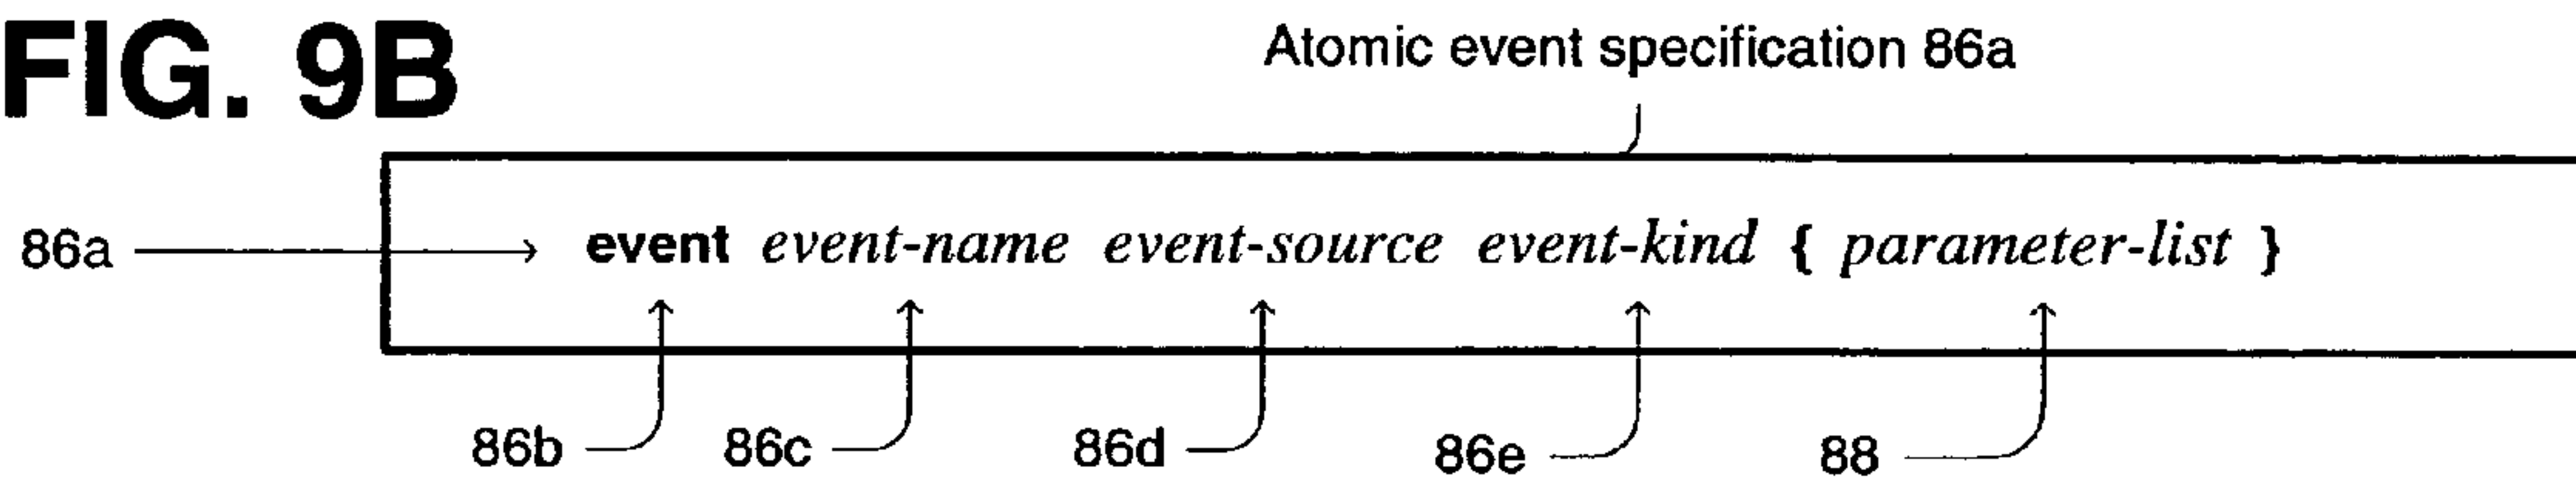 FIG. 9B
Atomic event specification 86a
86a event event-name event-source event-kind { parameter-list }
86b 86c 86d 86e 88